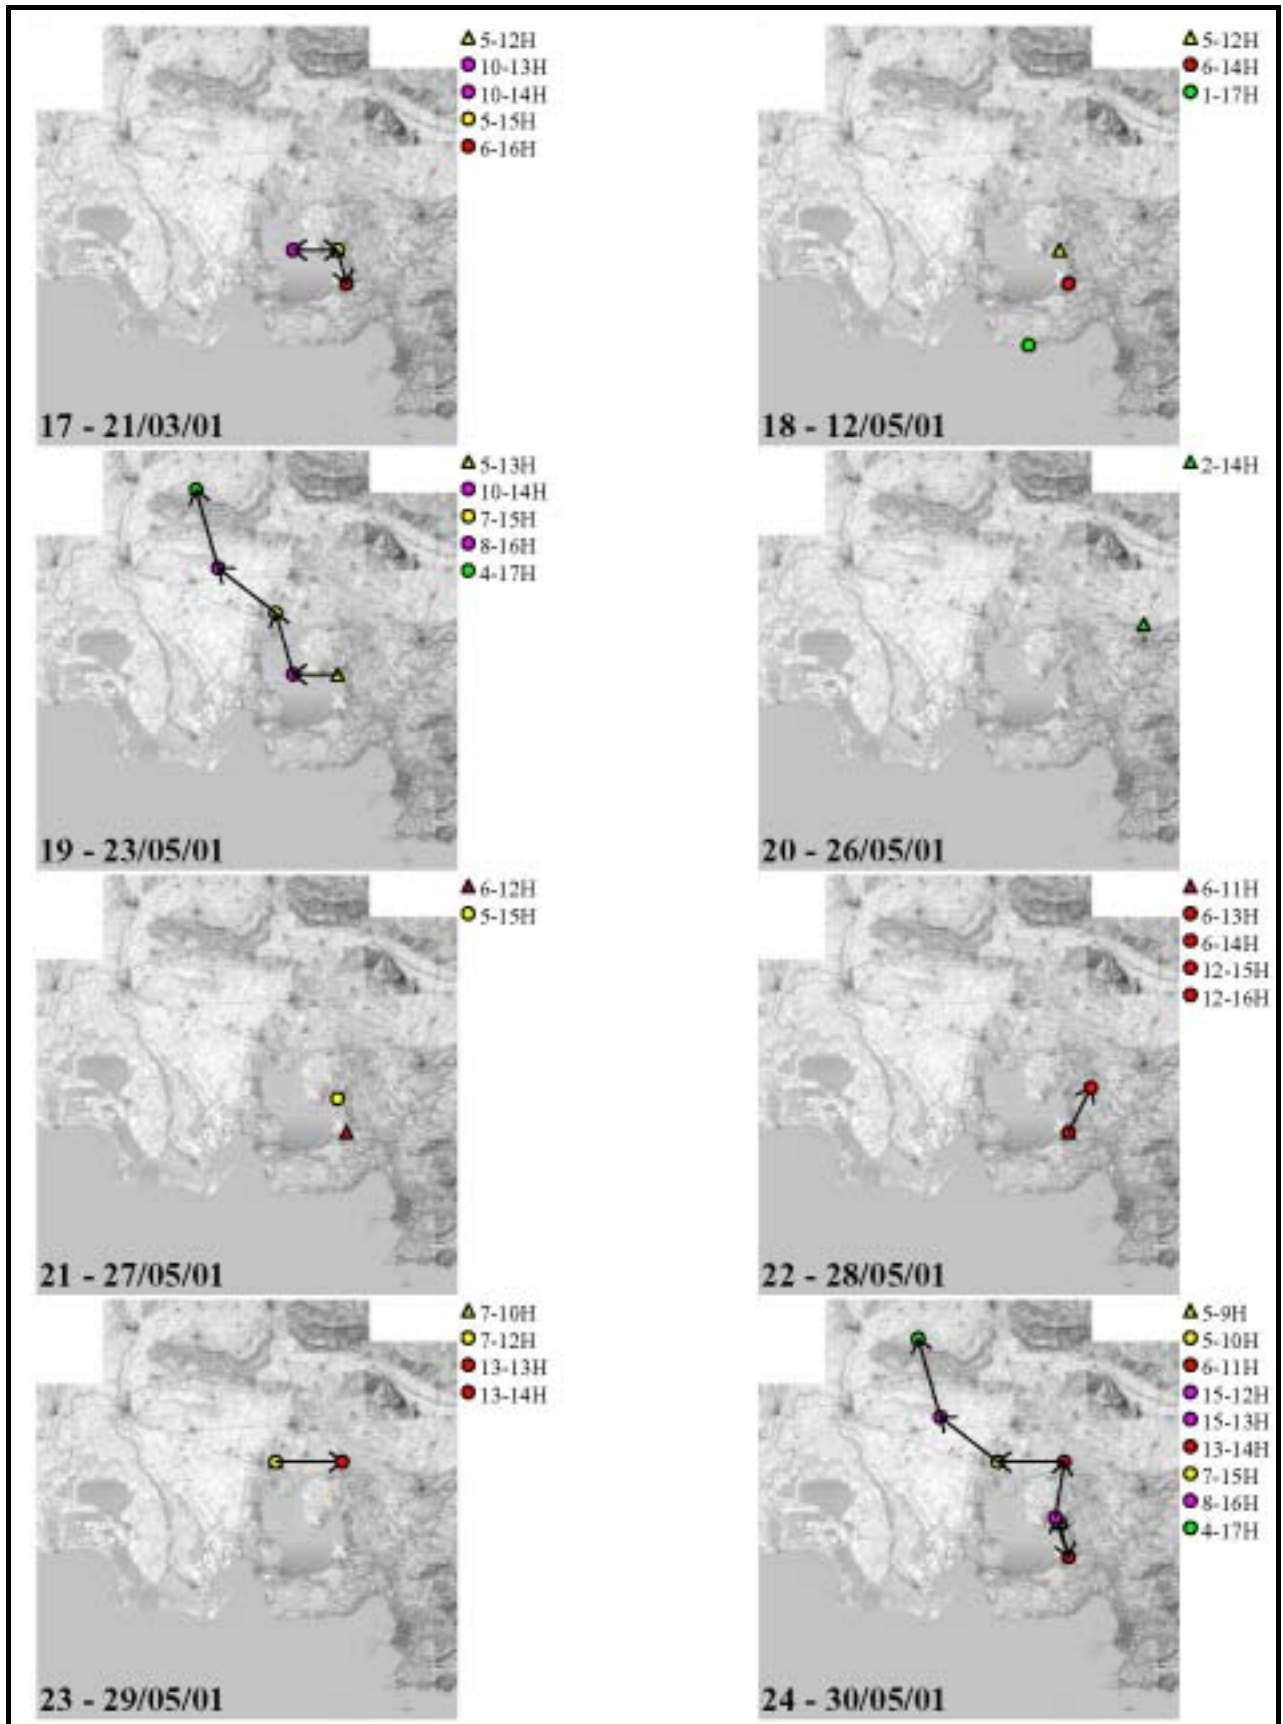 5-12H
10-13H
10-14H
5-15H
6-16H
17 - 21/03/01
5-12H
6-14H
1-17H
18 - 12/05/01
5-13H
10-14H
7-15H
8-16H
4-17H
19 - 23/05/01
2-14H
20 - 26/05/01
6-12H
5-15H
21 - 27/05/01
6-11H
6-13H
6-14H
12-15H
12-16H
22 - 28/05/01
7-10H
7-12H
13-13H
13-14H
23 - 29/05/01
5-9H
5-10H
6-11H
15-12H
15-13H
13-14H
7-15H
8-16H
4-17H
24 - 30/05/01